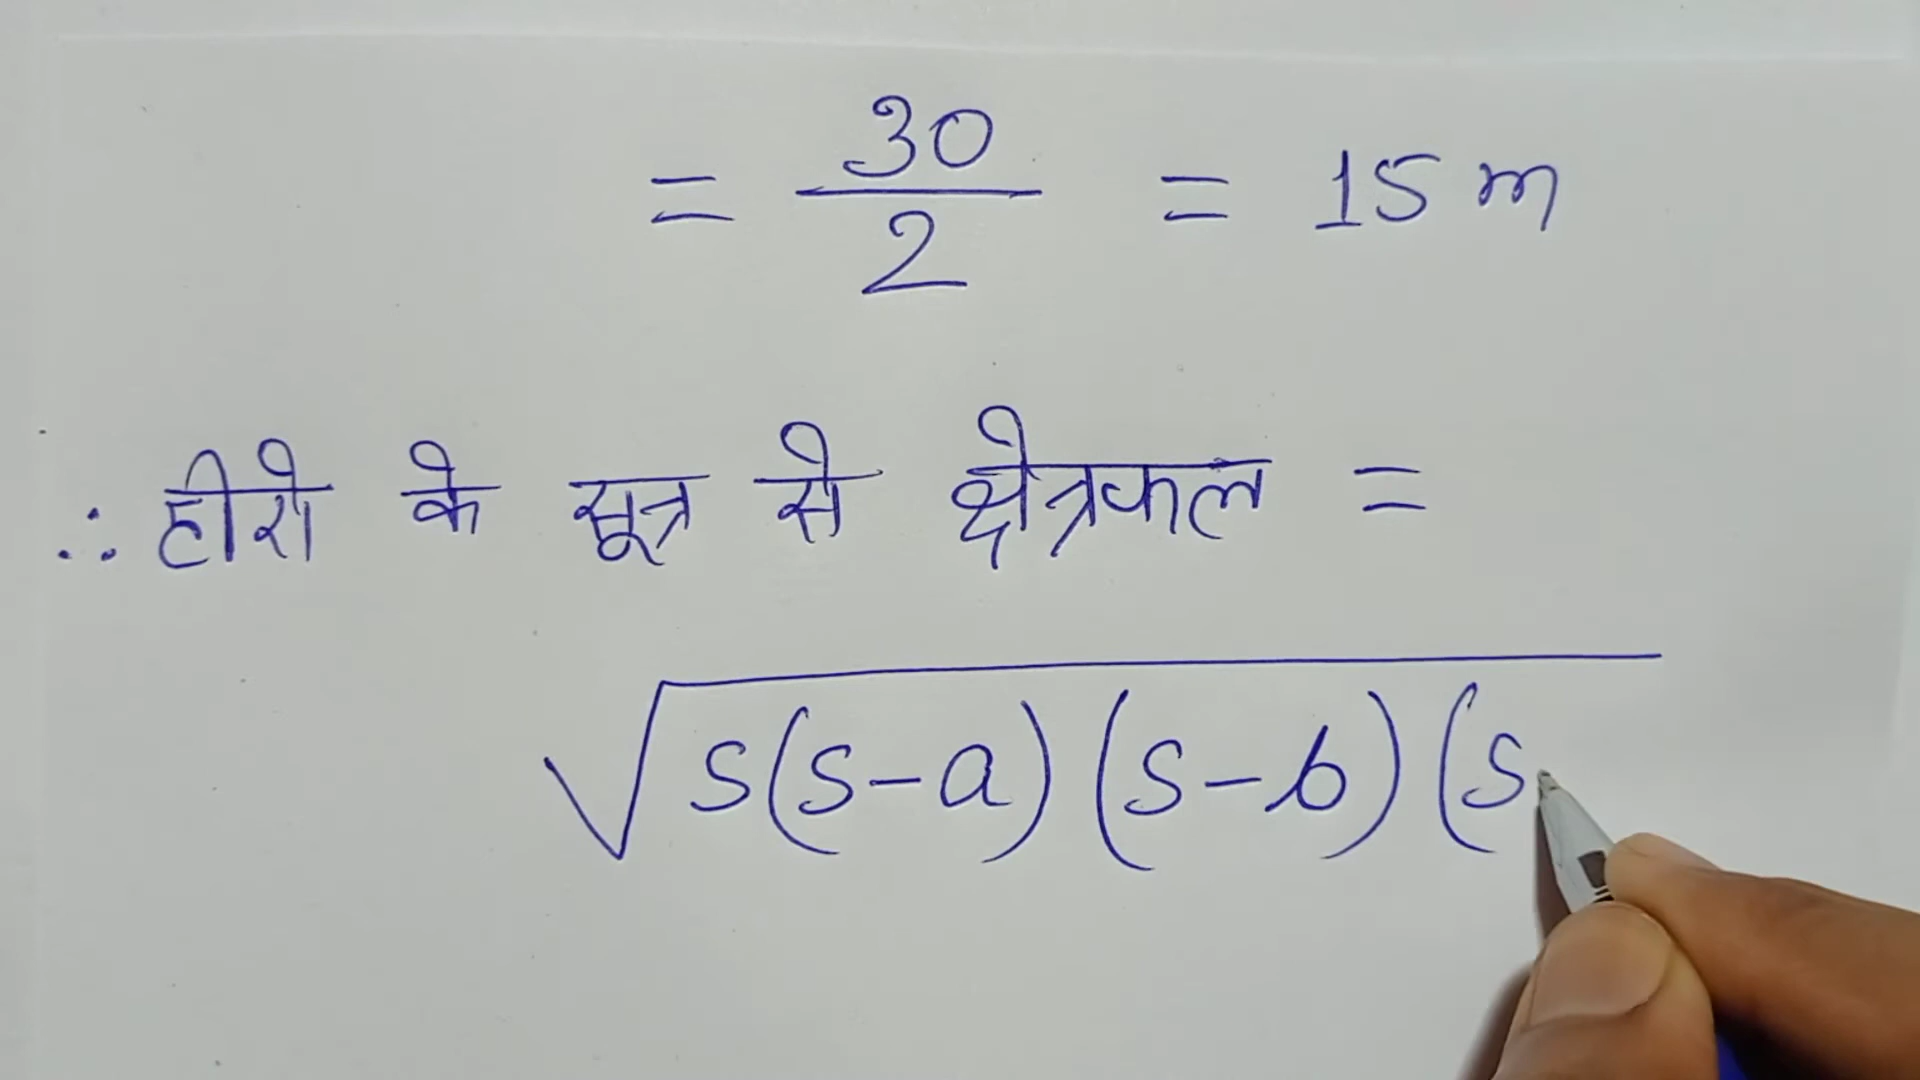 = 30/2 = 15 m
∴ हीरो के सूत्र से क्षेत्रफल =
√s(s-a)(s-b)(s